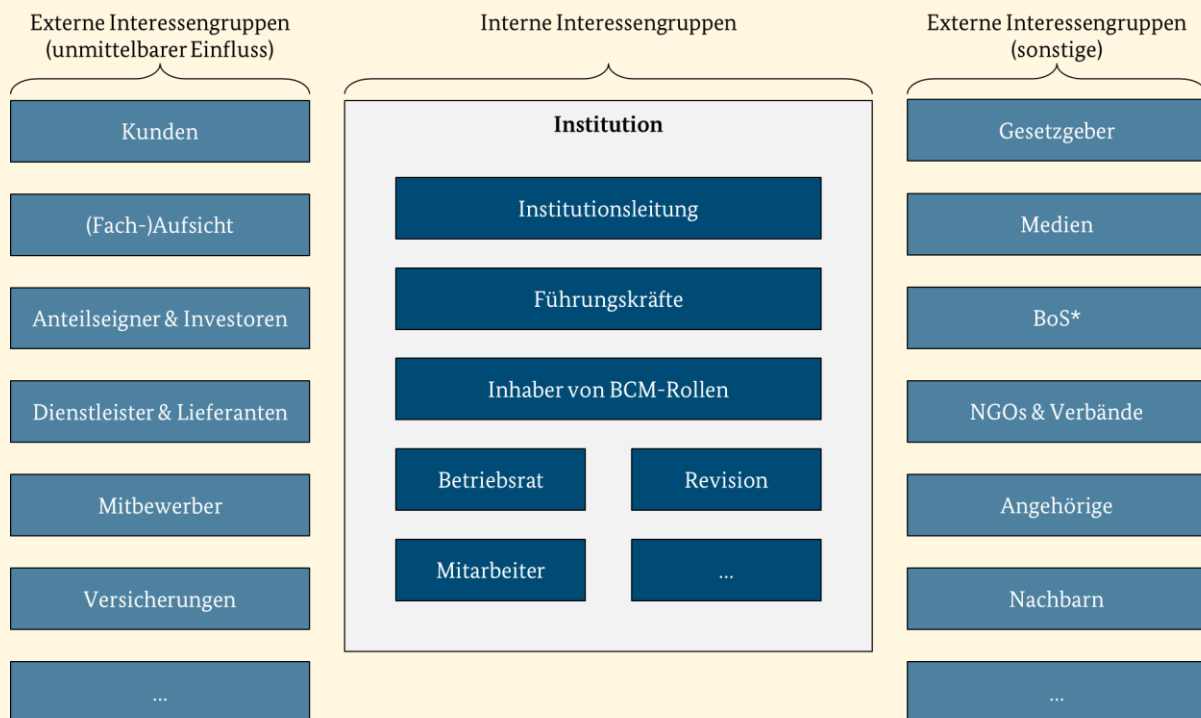 Externe Interessengruppen
(unmittelbarer Einfluss)
Kunden
(Fach-)Aufsicht
Anteilseigner & Investoren
Dienstleister & Lieferanten
Mitbewerber
Versicherungen
...
Interne Interessengruppen
Institution
Institutionsleitung
Führungskräfte
Inhaber von BCM-Rollen
Betriebsrat
Revision
Mitarbeiter
...
Externe Interessengruppen
(sonstige)
Gesetzgeber
Medien
BoS*
NGOs & Verbände
Angehörige
Nachbarn
...